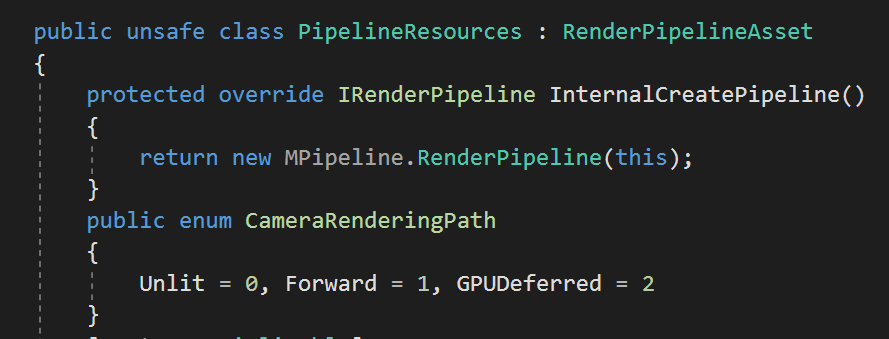 public unsafe class PipelineResources : RenderPipelineAsset
{
protected override IRenderPipeline InternalCreatePipeline()
{
return new MPipeline.RenderPipeline(this);
}
public enum CameraRenderingPath
{
Unlit = 0, Forward = 1, GPUDeferred = 2
}